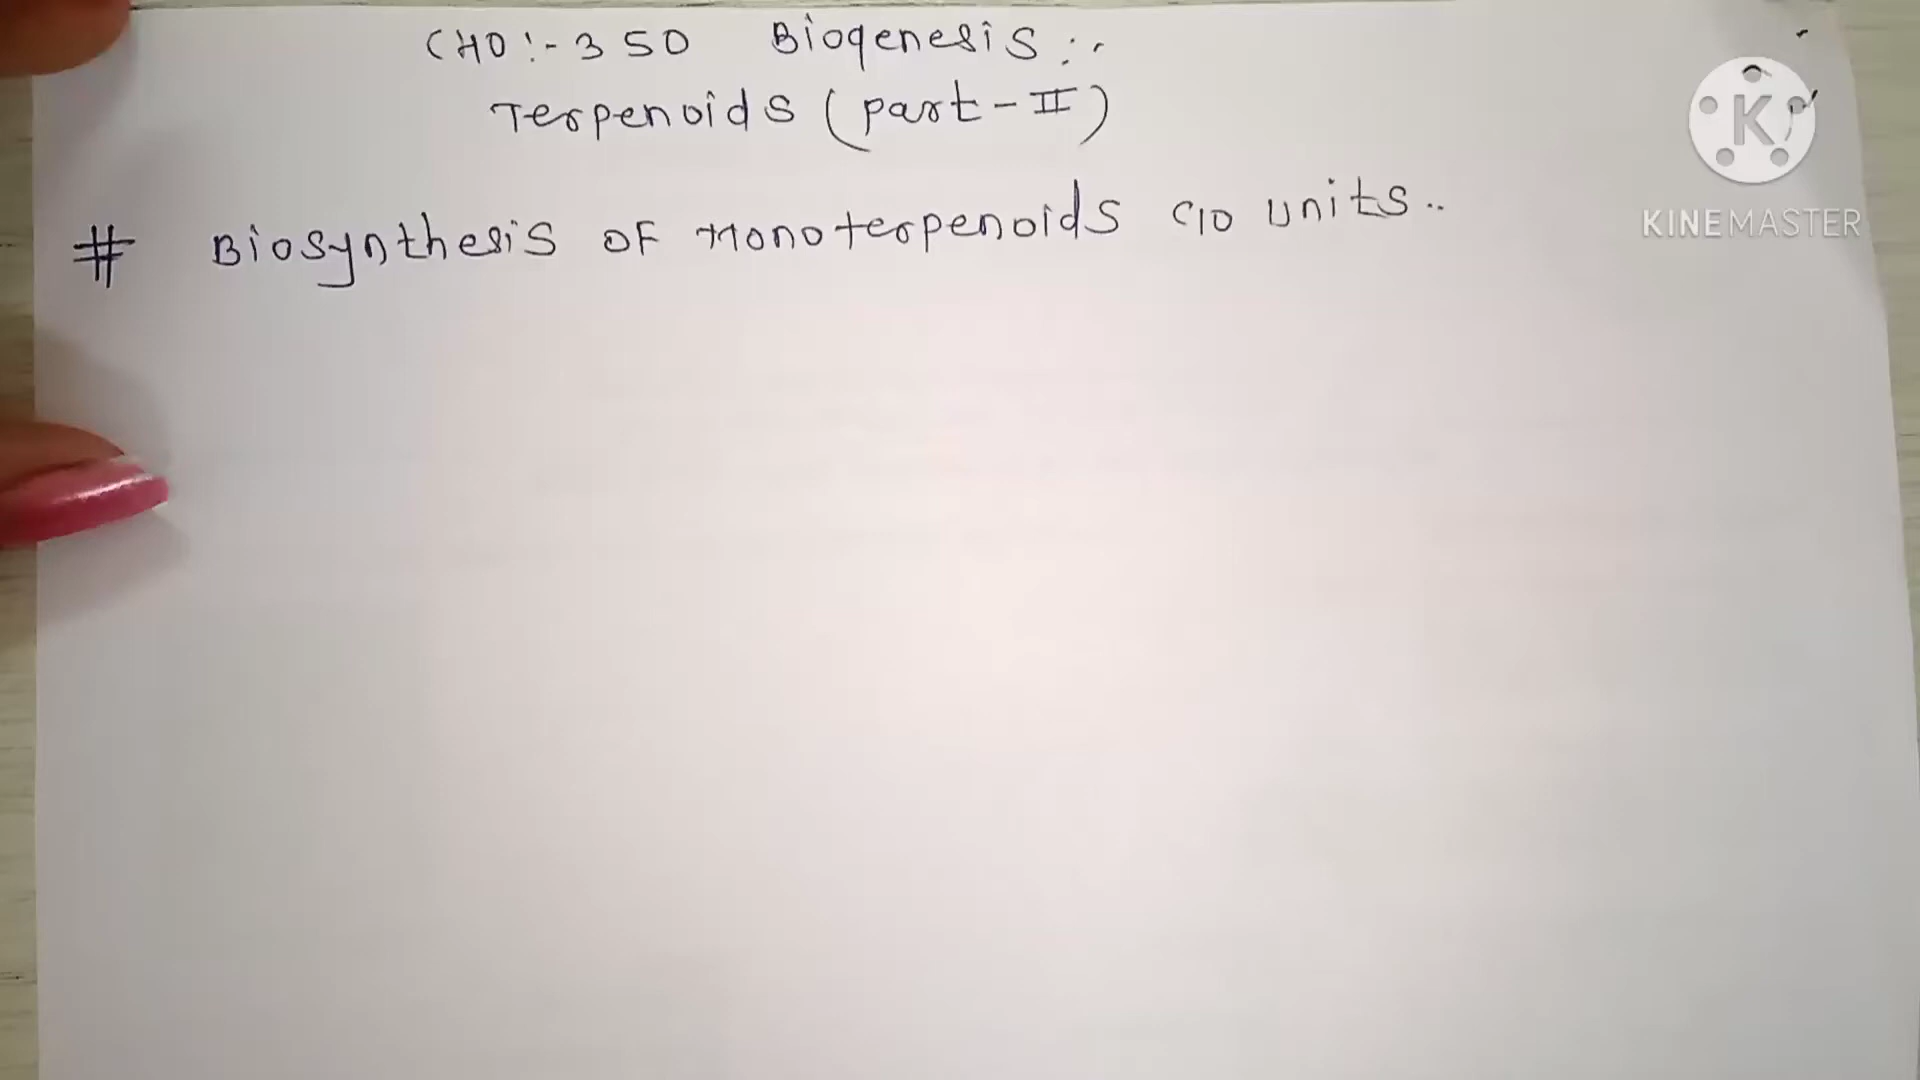 CHO:- 350 Biogenesis :-
Terpenoids (part-II)
# Biosynthesis OF Monoterpenoids C10 units..
K
KINEMASTER